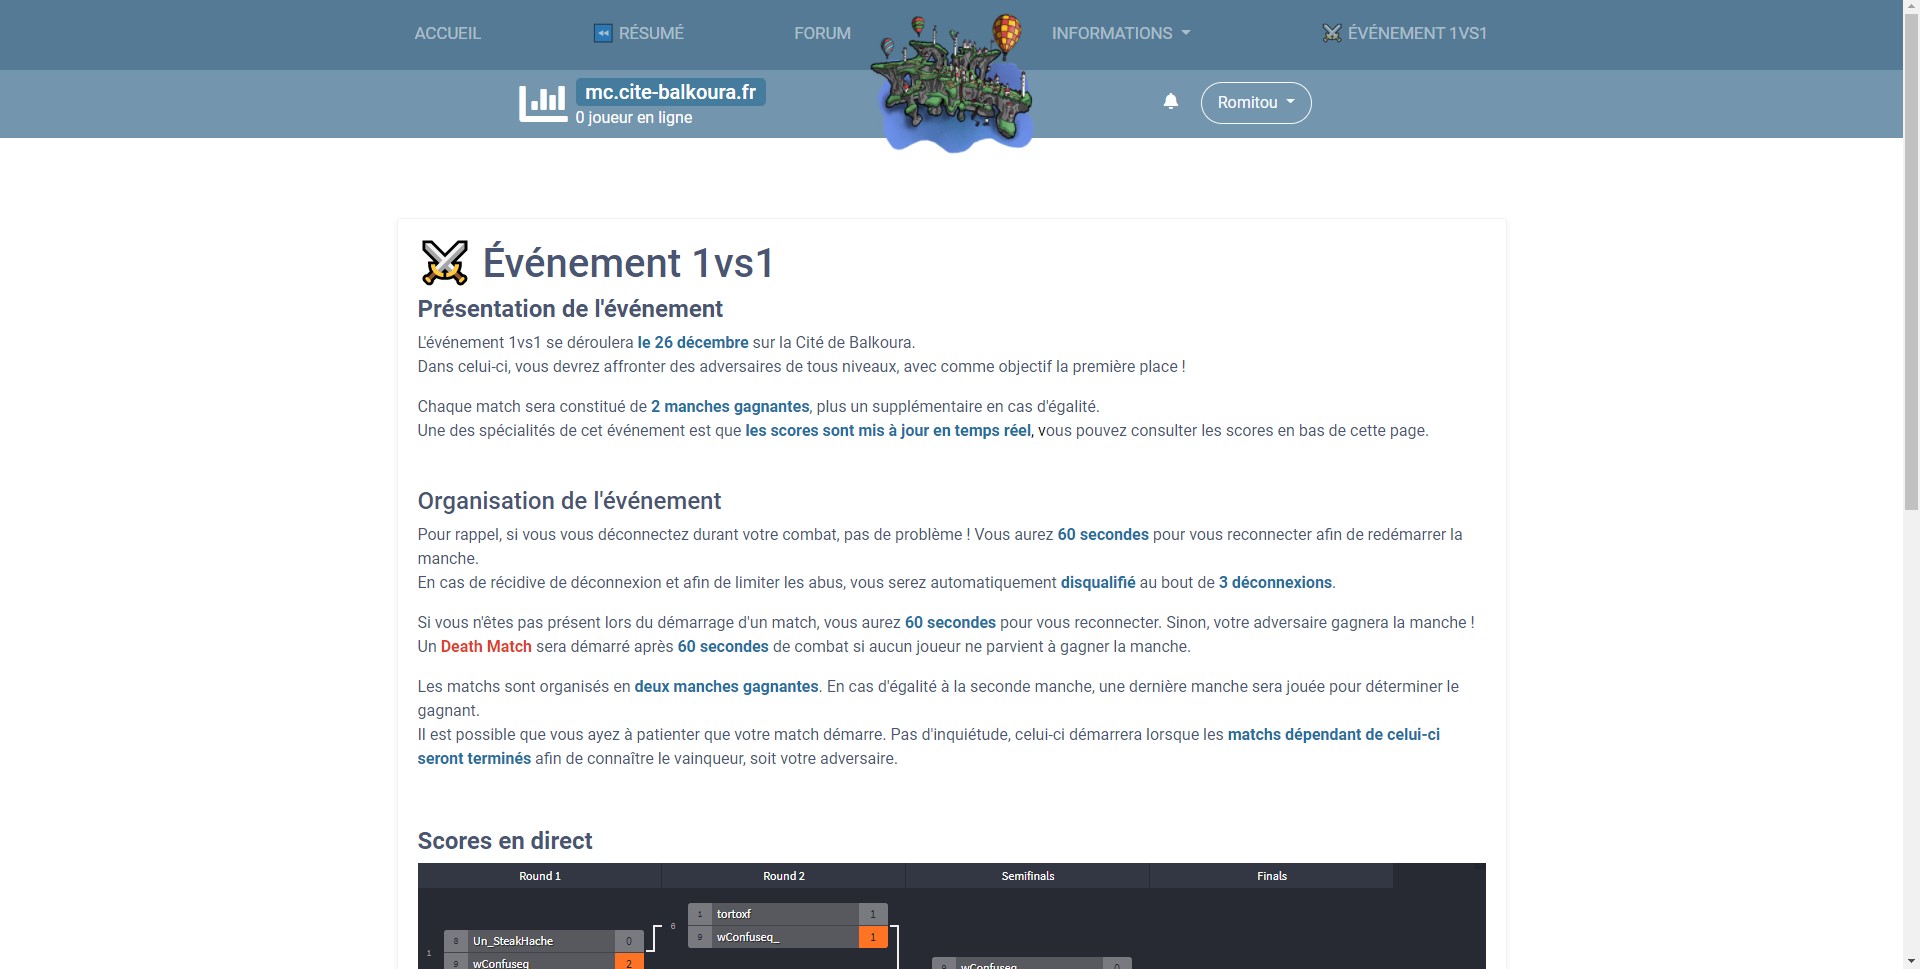 ACCUEIL
RÉSUMÉ
FORUM
INFORMATIONS
ÉVÉNEMENT 1VS1
mc.cite-balkoura.fr
0 joueur en ligne
Romitou
Événement 1vs1
Présentation de l'événement
L'événement 1vs1 se déroulera le 26 décembre sur la Cité de Balkoura.
Dans celui-ci, vous devrez affronter des adversaires de tous niveaux, avec comme objectif la première place !
Chaque match sera constitué de 2 manches gagnantes, plus un supplémentaire en cas d'égalité.
Une des spécialités de cet événement est que les scores sont mis à jour en temps réel, vous pouvez consulter les scores en bas de cette page.
Organisation de l'événement
Pour rappel, si vous vous déconnectez durant votre combat, pas de problème ! Vous aurez 60 secondes pour vous reconnecter afin de redémarrer la
manche.
En cas de récidive de déconnexion et afin de limiter les abus, vous serez automatiquement disqualifié au bout de 3 déconnexions.
Si vous n'êtes pas présent lors du démarrage d'un match, vous aurez 60 secondes pour vous reconnecter. Sinon, votre adversaire gagnera la manche !
Un Death Match sera démarré après 60 secondes de combat si aucun joueur ne parvient à gagner la manche.
Les matchs sont organisés en deux manches gagnantes. En cas d'égalité à la seconde manche, une dernière manche sera jouée pour déterminer le
gagnant.
Il est possible que vous ayez à patienter que votre match démarre. Pas d'inquiétude, celui-ci démarrera lorsque les matchs dépendant de celui-ci
seront terminés afin de connaître le vainqueur, soit votre adversaire.
Scores en direct
Round 1
Round 2
Semifinals
Finals
1 tortoxf 1
6
9 wConfuseq_ 1
8 Un_SteakHache 0
1
9 wConfuseq_ 2
9 wConfuseq_ 0